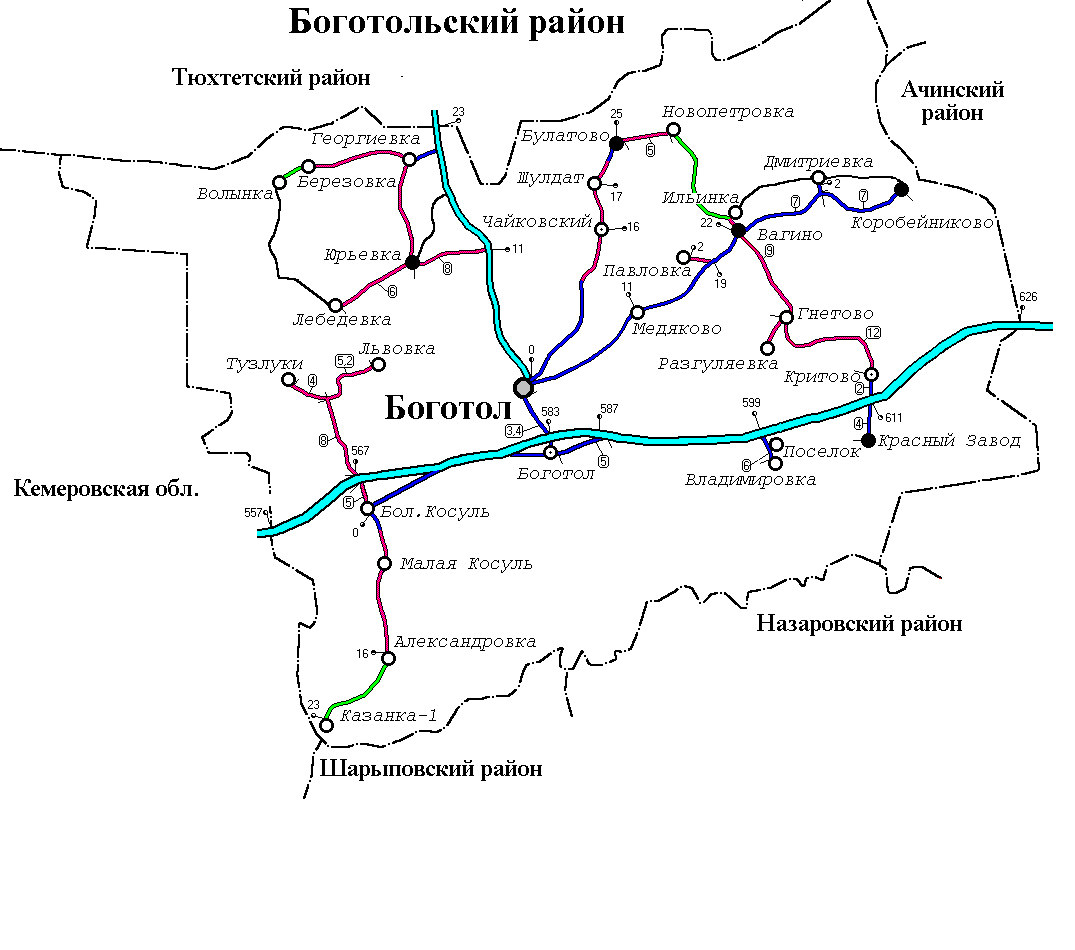 Боготольский район
Тюхтетский район
Ачинский
район
23
25
Новопетровка
Георгиевка
Булатово
5
Дмитриевка
Волынка
Березовка
Шулдат
17
Ильинка
2
7
7
Коробейниково
Чайковский
16
22
Вагино
Юрьевка
8
11
Павловка
2
9
19
6
11
Лебедевка
Медяково
Гнетово
626
Тузлуки
Львовка
5,2
4
0
Разгуляевка
12
Критово
2
Боготол
583
587
599
611
3,4
4
8
567
Красный Завод
Боготол
5
Поселок
6
Владимировка
Кемеровская обл.
557
5
Бол.Косуль
0
Малая Косуль
Назаровский район
Александровка
16
23
Казанка-1
Шарыповский район